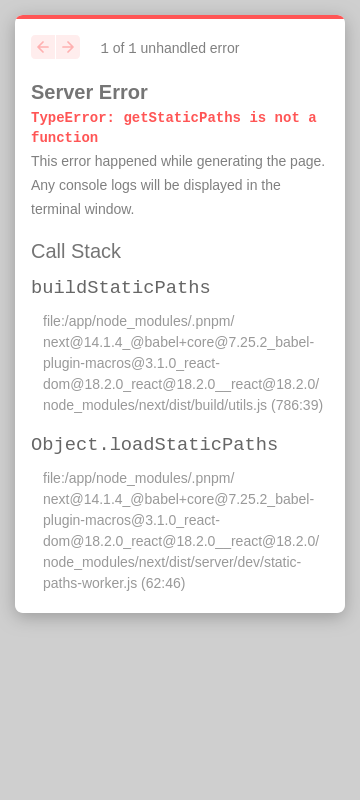 1 of 1 unhandled error
Server Error
TypeError: getStaticPaths is not a
function
This error happened while generating the page.
Any console logs will be displayed in the
terminal window.
Call Stack
buildStaticPaths
file:/app/node_modules/.pnpm/
next@14.1.4_@babel+core@7.25.2_babel-
plugin-macros@3.1.0_react-
dom@18.2.0_react@18.2.0__react@18.2.0/
node_modules/next/dist/build/utils.js (786:39)
Object.loadStaticPaths
file:/app/node_modules/.pnpm/
next@14.1.4_@babel+core@7.25.2_babel-
plugin-macros@3.1.0_react-
dom@18.2.0_react@18.2.0__react@18.2.0/
node_modules/next/dist/server/dev/static-
paths-worker.js (62:46)